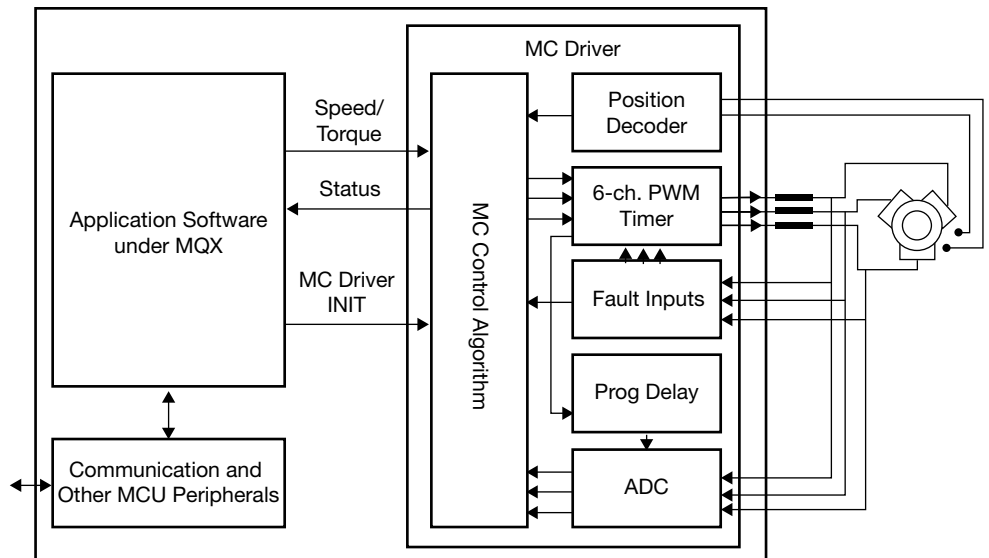 MC Driver
Application Software
under MQX
Speed/
Torque
Status
MC Driver
INIT
MC Control Algorithm
Position
Decoder
6-ch. PWM
Timer
Fault Inputs
Prog Delay
ADC
Communication and
Other MCU Peripherals